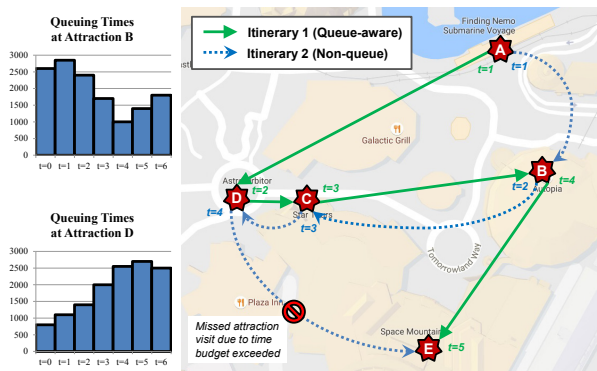 Queuing Times
at Attraction B
3000
2500
2000
1500
1000
500
0
t=0 t=1 t=2 t=3 t=4 t=5 t=6
Queuing Times
at Attraction D
3000
2500
2000
1500
1000
500
0
t=0 t=1 t=2 t=3 t=4 t=5 t=6
Itinerary 1 (Queue-aware)
Itinerary 2 (Non-queue)
Finding Nemo
Submarine Voyage
A
t=1
t=1
Galactic Grill
B
t=2
t=4
Autopia
D
t=2
t=4
C
t=3
t=3
Tomorrowland Way
Plaza Inn
Missed attraction
visit due to time
budget exceeded
Space Mountain
E
t=5